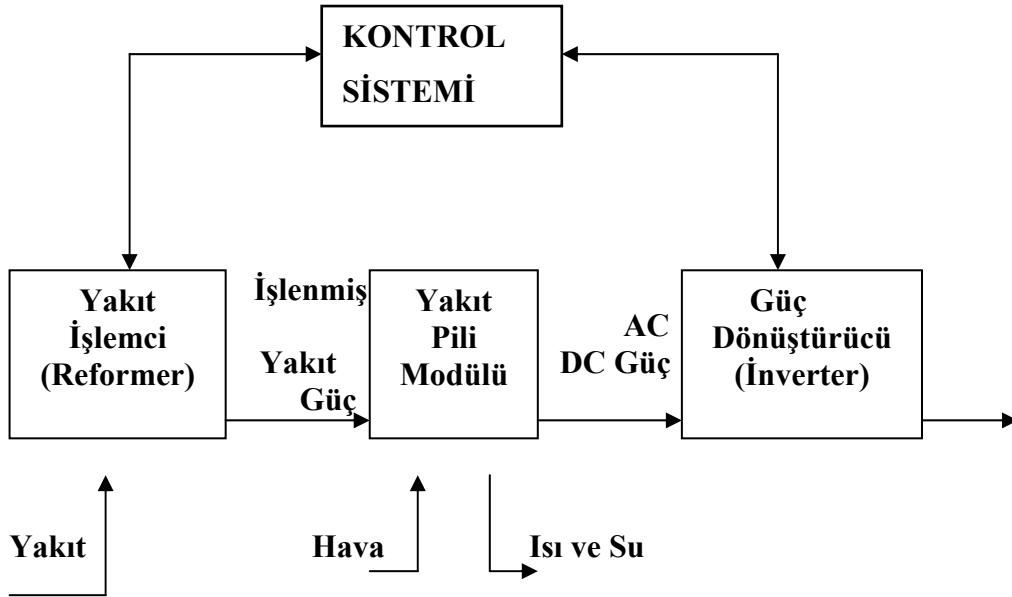 KONTROL
SİSTEMİ
Yakıt
İşlemci
(Reformer)
İşlenmiş
Yakıt
Güç
Yakıt
Pili
Modülü
AC
DC Güç
Güç
Dönüştürücü
(İnverter)
Yakıt
Hava
Isı ve Su